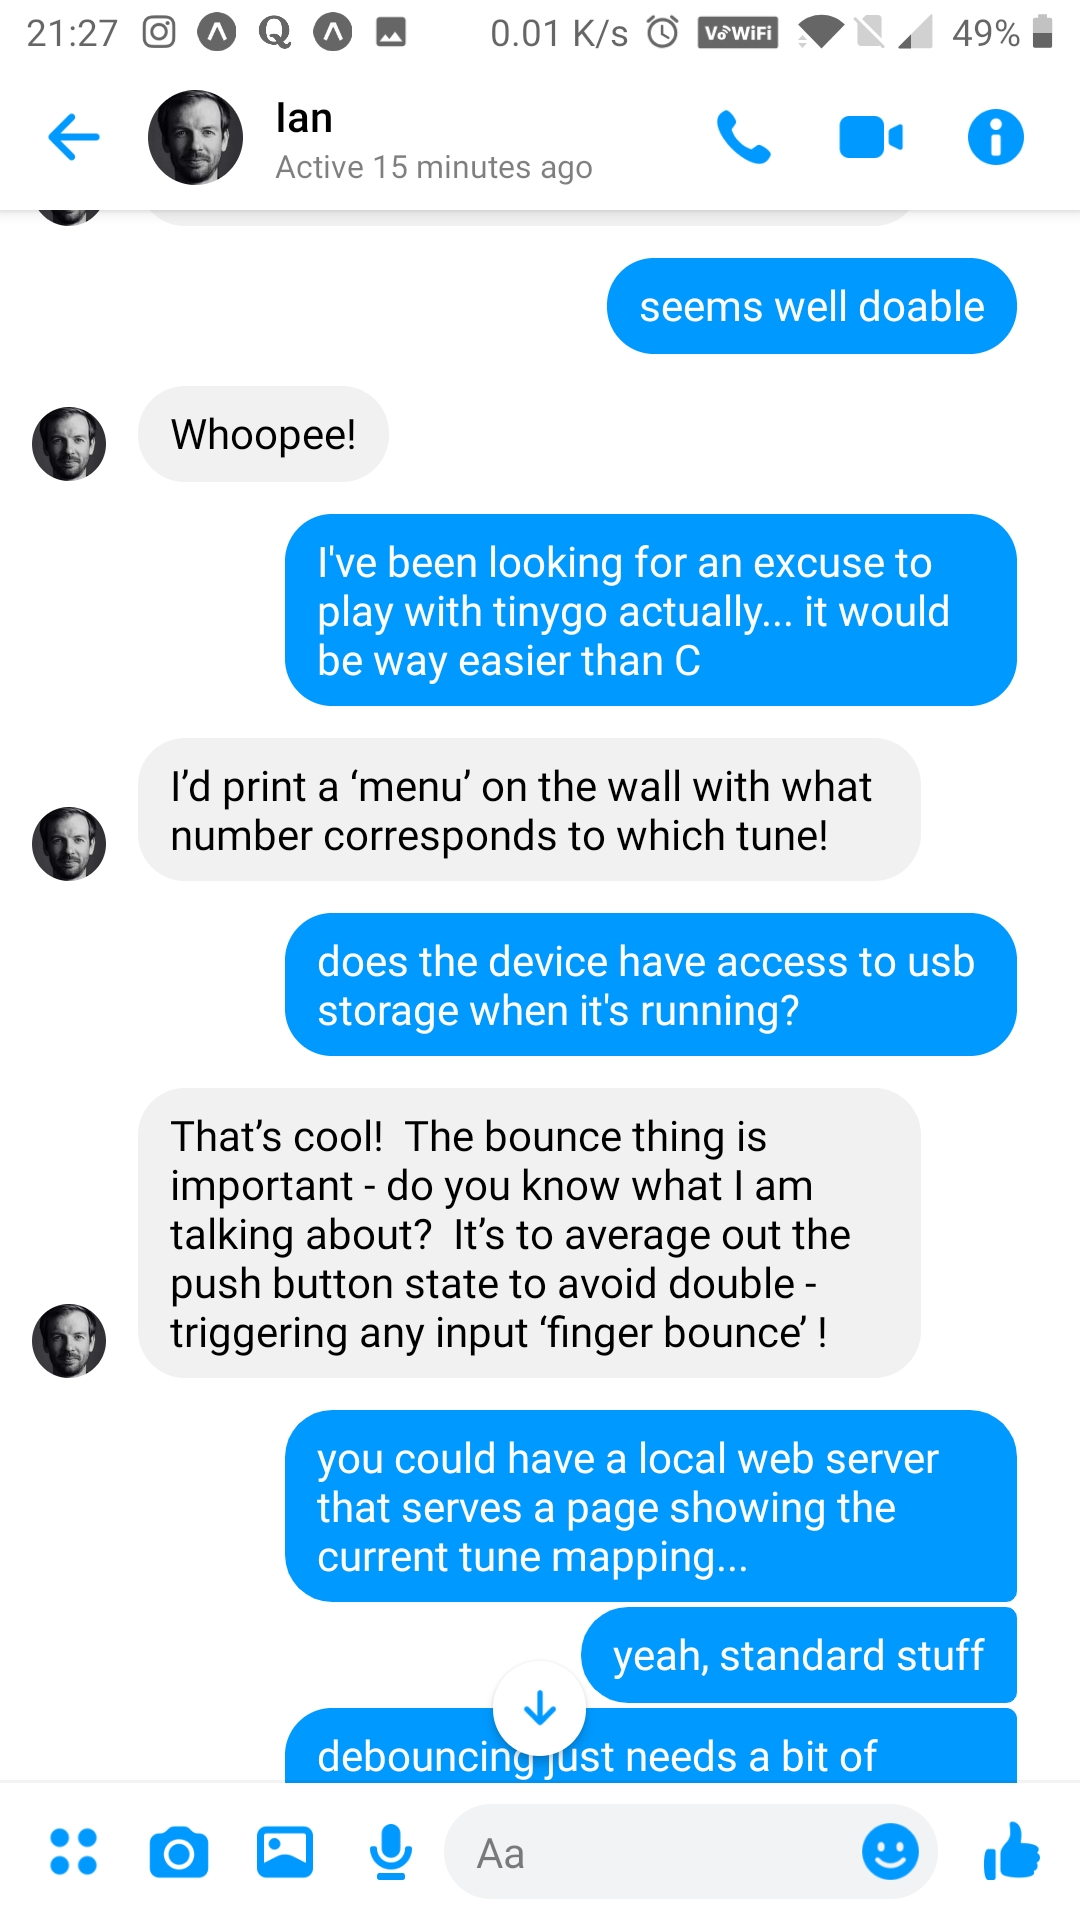 21:27 0.01 K/s VoWiFi 49%
Ian
Active 15 minutes ago
seems well doable
Whoopee!
I've been looking for an excuse to
play with tinygo actually... it would
be way easier than C
I’d print a ‘menu’ on the wall with what
number corresponds to which tune!
does the device have access to usb
storage when it's running?
That’s cool!  The bounce thing is
important - do you know what I am
talking about?  It’s to average out the
push button state to avoid double -
triggering any input ‘finger bounce’ !
you could have a local web server
that serves a page showing the
current tune mapping...
yeah, standard stuff
debouncing just needs a bit of
Aa